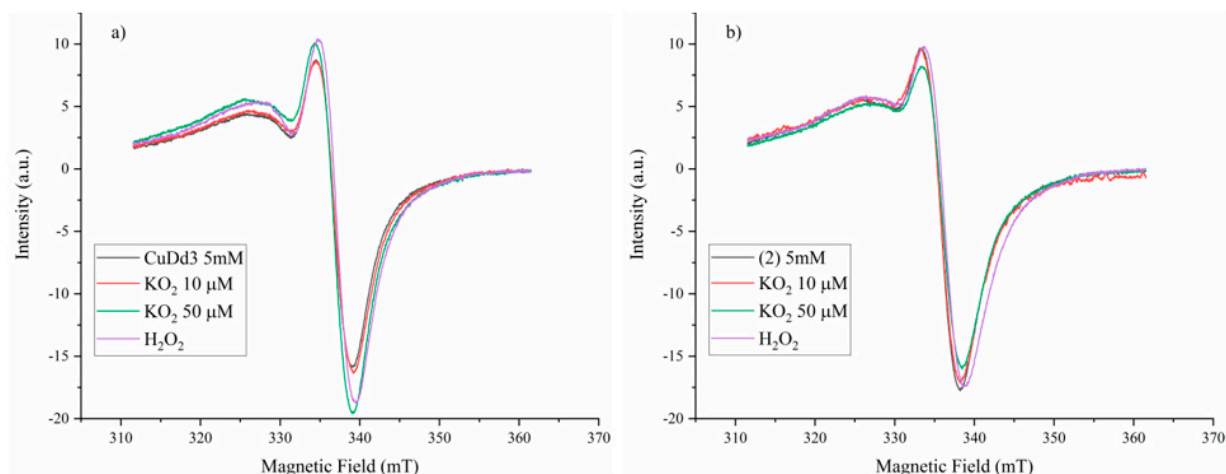 a)
10
5
0
-5
-10
-15
-20
Intensity (a.u.)
CuDd3 5mM
KO₂ 10 μM
KO₂ 50 μM
H₂O₂
310 320 330 340 350 360 370
Magnetic Field (mT)
b)
10
5
0
-5
-10
-15
-20
Intensity (a.u.)
(2) 5mM
KO₂ 10 μM
KO₂ 50 μM
H₂O₂
310 320 330 340 350 360 370
Magnetic Field (mT)